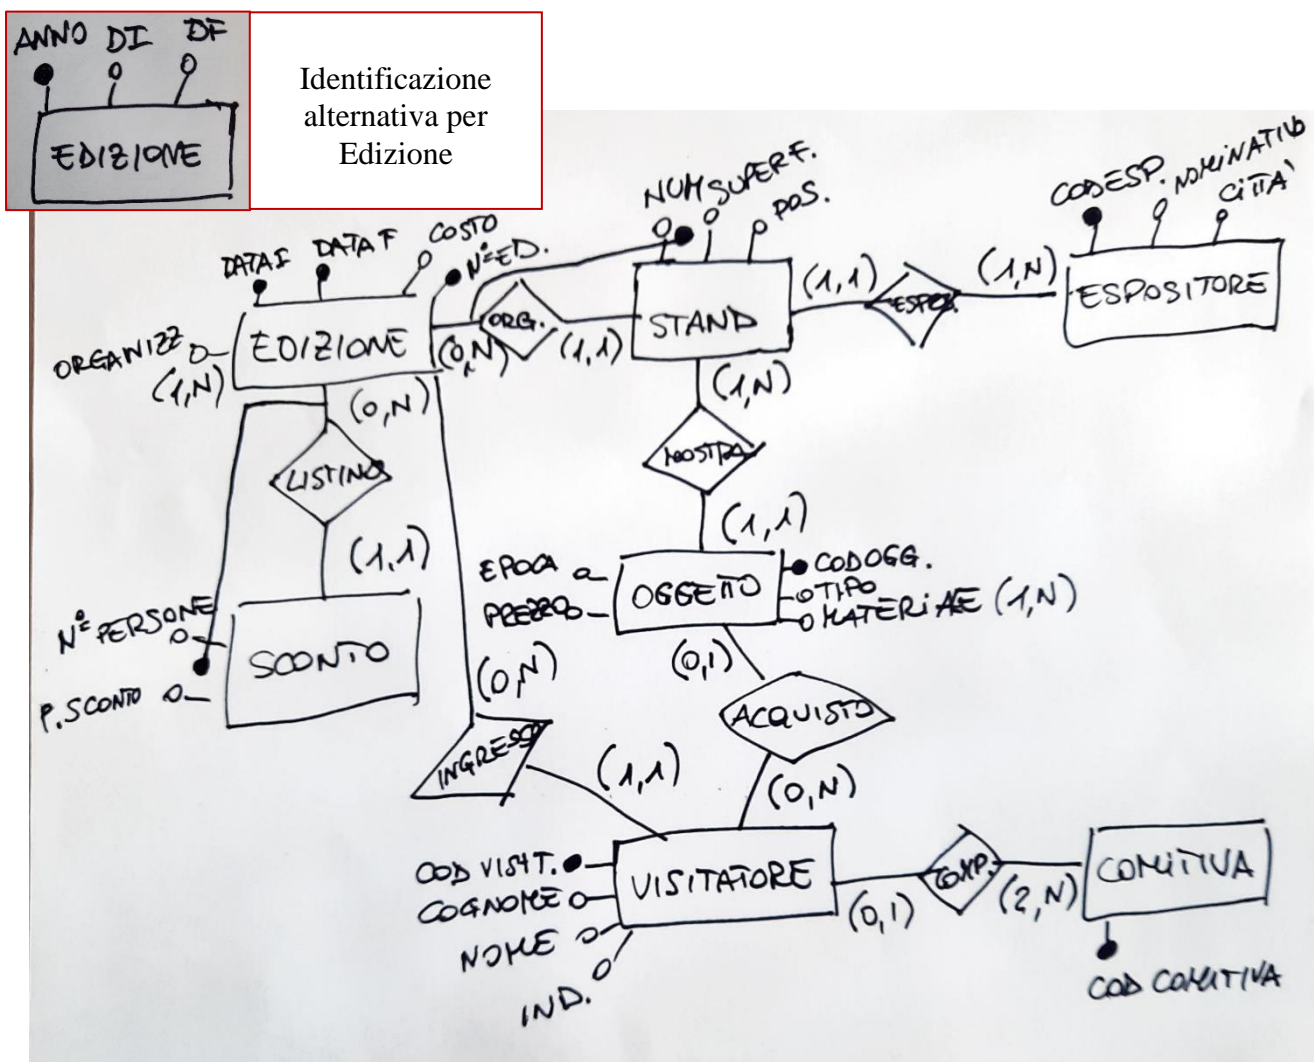 ANNO DI DF
EDIZIONE
Identificazione
alternativa per
Edizione
DATAI DATA F COSTO
N° ED.
ORGANIZZ
(1,N)
EDIZIONE
(0,N)
ORG.
(1,1)
NUM SUPERF.
POS.
STAND
(1,1)
ESPOS.
(1,N)
COD ESP. NOMINATIVO
CITTA'
ESPOSITORE
(0,N)
LISTINO
(1,1)
N° PERSONE
P. SCONTO
SCONTO
(1,N)
MOSTRA
(1,1)
EPOCA
PREZZO
OGGETTO
CODOGG.
TIPO
MATERIALE (1,N)
(0,1)
ACQUISTO
(0,N)
(0,N)
INGRESSO
(1,1)
COD VISIT.
COGNOME
NOME
IND.
VISITATORE
(0,1)
COMP.
(2,N)
COMITIVA
COD COMITIVA